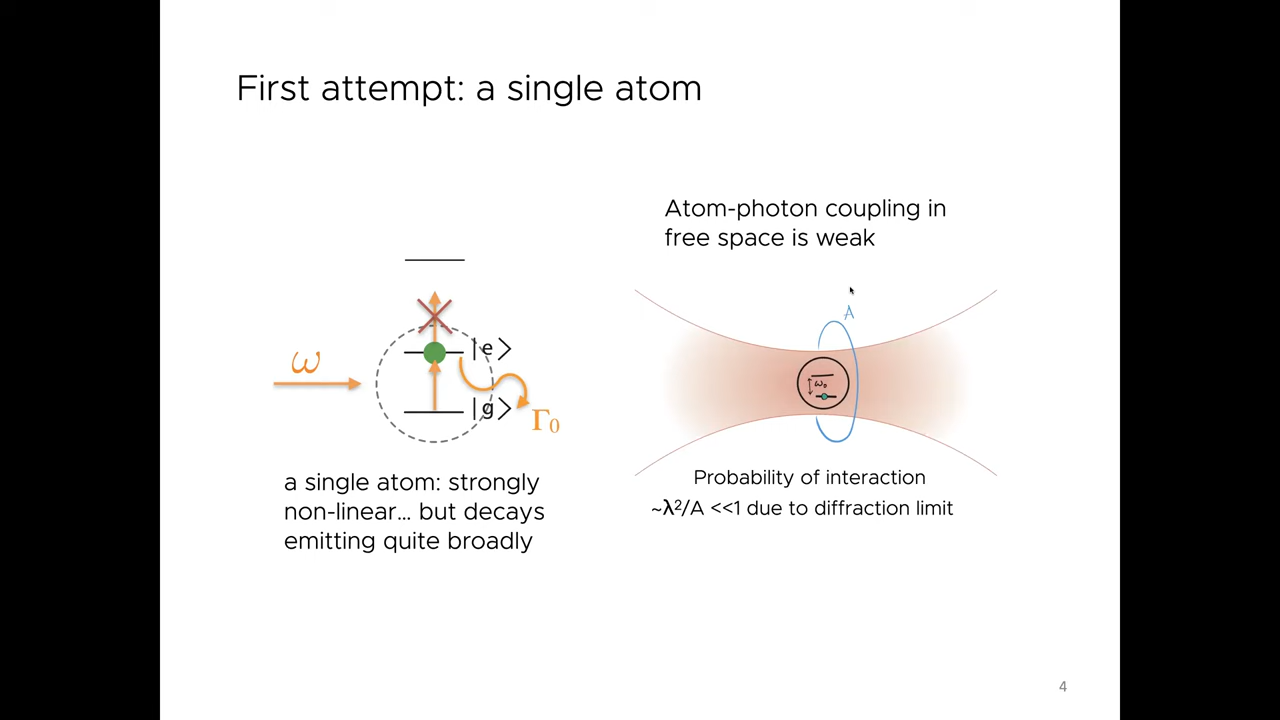 First attempt: a single atom
Atom-photon coupling in
free space is weak
ω
|e>
|g>
Γ₀
A
ω₀
a single atom: strongly
non-linear... but decays
emitting quite broadly
Probability of interaction
~λ²/A <<1 due to diffraction limit
4